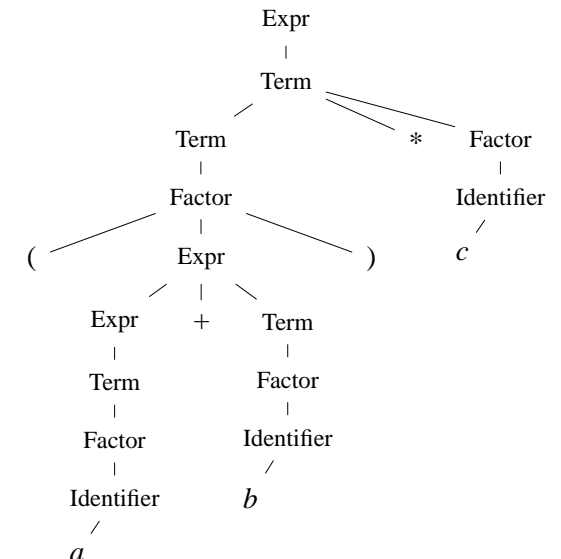 Expr
Term
Term * Factor
Factor Identifier
( Expr ) c
Expr + Term
Term Factor
Factor Identifier
Identifier b
a